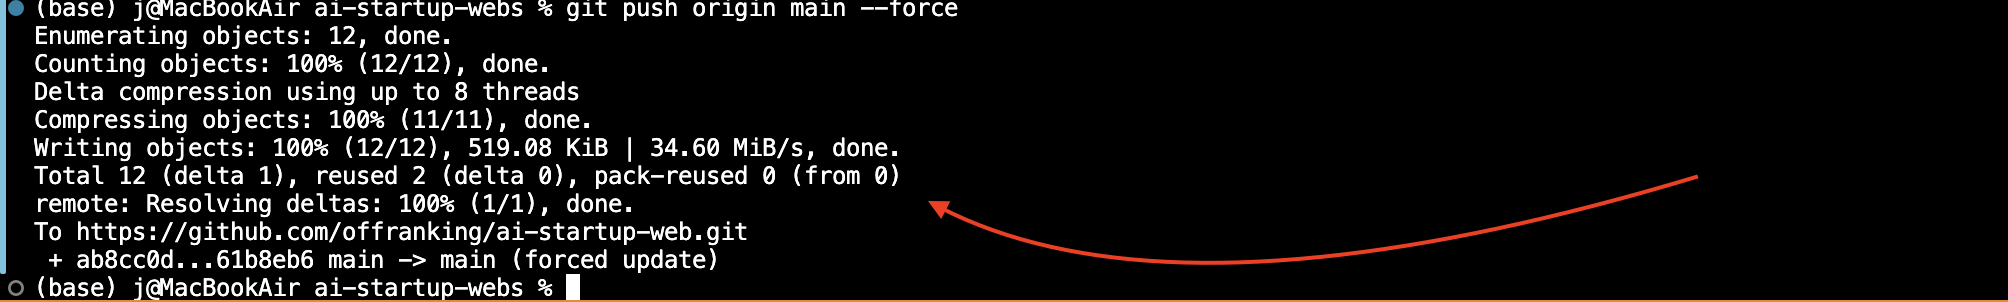 (base) j@MacBookAir ai-startup-webs % git push origin main --force
Enumerating objects: 12, done.
Counting objects: 100% (12/12), done.
Delta compression using up to 8 threads
Compressing objects: 100% (11/11), done.
Writing objects: 100% (12/12), 519.08 KiB | 34.60 MiB/s, done.
Total 12 (delta 1), reused 2 (delta 0), pack-reused 0 (from 0)
remote: Resolving deltas: 100% (1/1), done.
To https://github.com/offranking/ai-startup-web.git
 + ab8cc0d...61b8eb6 main -> main (forced update)
(base) j@MacBookAir ai-startup-webs %